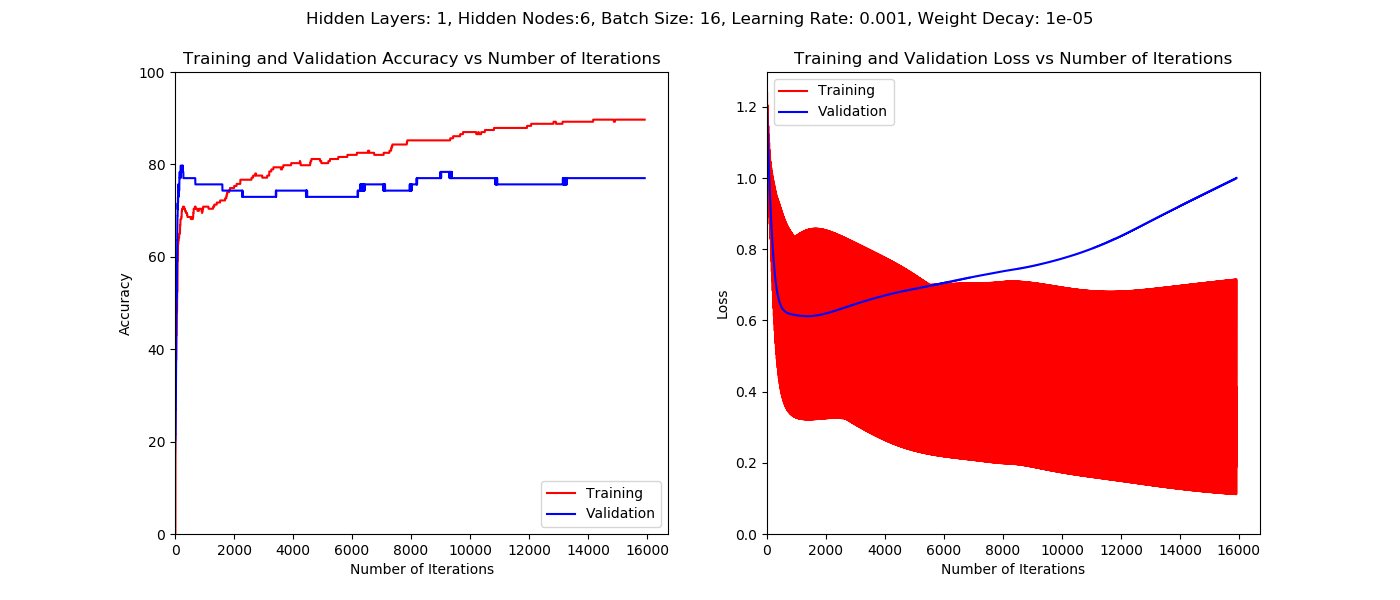 Hidden Layers: 1, Hidden Nodes:6, Batch Size: 16, Learning Rate: 0.001, Weight Decay: 1e-05
Training and Validation Accuracy vs Number of Iterations
100
80
60
40
20
0
Accuracy
Training
Validation
0 2000 4000 6000 8000 10000 12000 14000 16000
Number of Iterations
Training and Validation Loss vs Number of Iterations
Training
Validation
1.2
1.0
0.8
0.6
0.4
0.2
0.0
Loss
0 2000 4000 6000 8000 10000 12000 14000 16000
Number of Iterations